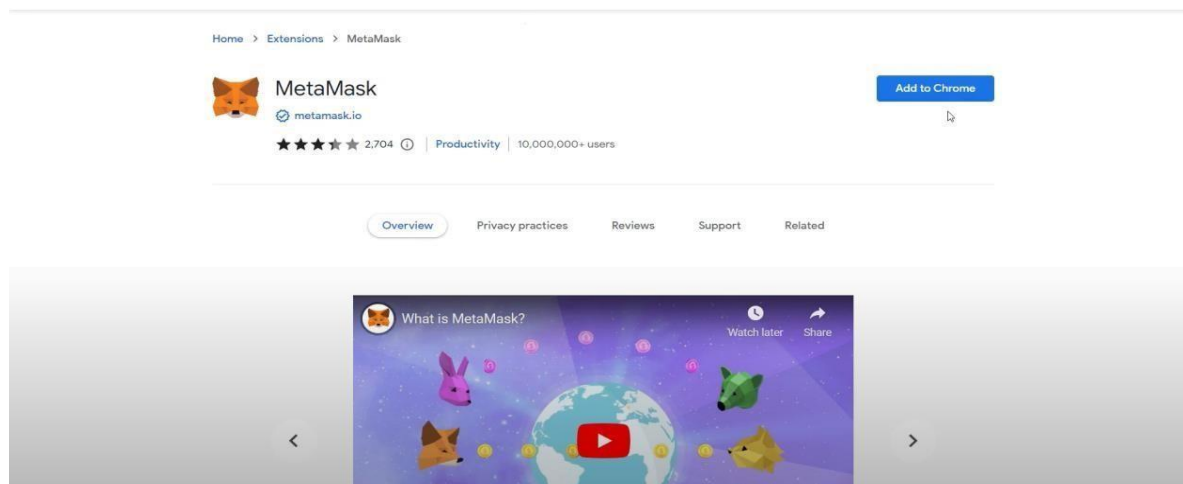 Home > Extensions > MetaMask
MetaMask
Add to Chrome
metamask.io
2,704 | Productivity | 10,000,000+ users
Overview Privacy practices Reviews Support Related
What is MetaMask?
Watch later Share